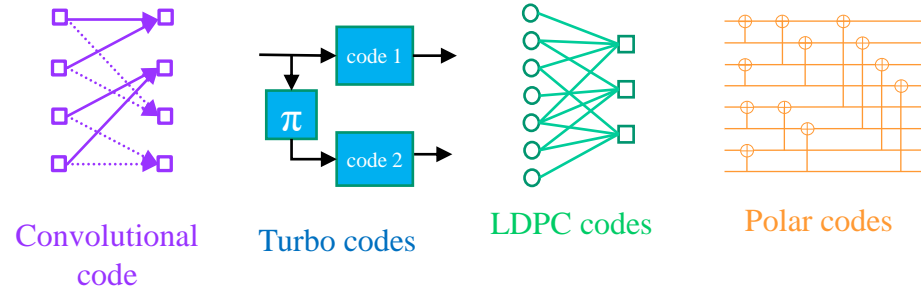 code 1
π
code 2
Convolutional
code
Turbo codes
LDPC codes
Polar codes